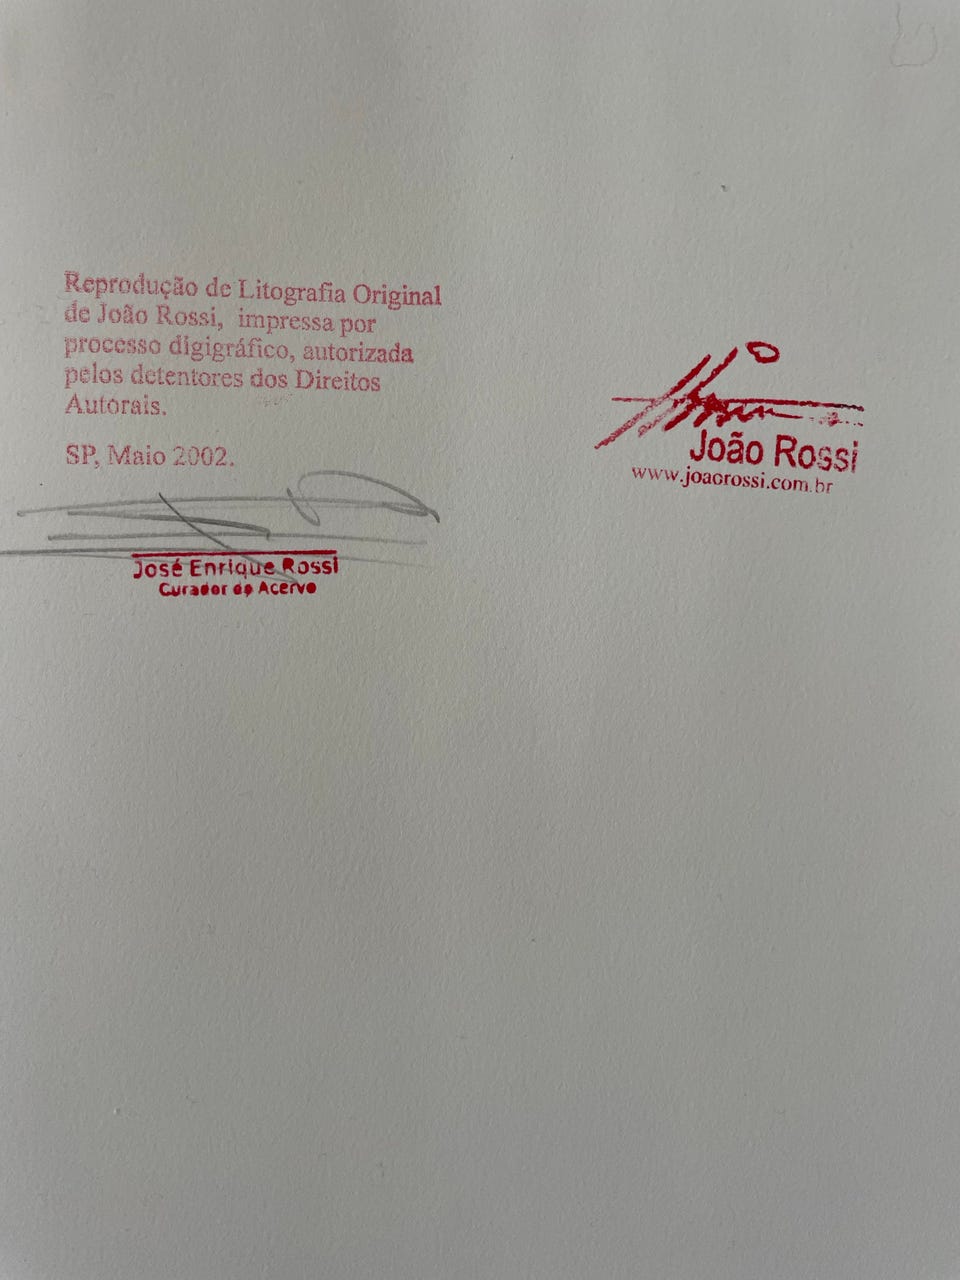 Reprodução de Litografia Original
de João Rossi, impressa por
processo digigráfico, autorizada
pelos detentores dos Direitos
Autorais.
SP, Maio 2002.
José Enrique Rossi
Curador do Acervo
João Rossi
www.joaorossi.com.br